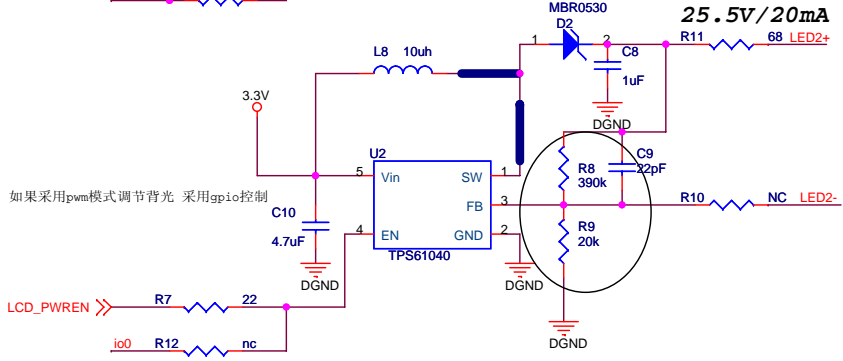 MBR0530
25.5V/20mA
D2
1
2
R11
68
LED2+
L8
10uh
C8
1uF
3.3V
DGND
U2
C9
5
Vin
SW
1
R8
22pF
390k
如果采用pwm模式调节背光 采用gpio控制
FB
3
R10
NC
LED2-
C10
4.7uF
4
EN
GND
2
R9
20k
TPS61040
DGND
DGND
LCD_PWREN
R7
22
io0
R12
nc
DGND